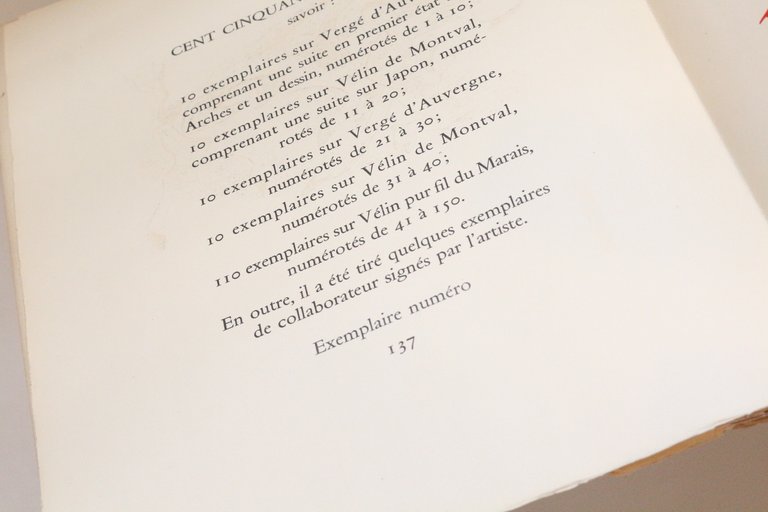 CENT CINQUAN
savoir :
10 exemplaires sur Vergé d'Auve
comprenant une suite en premier état
Arches et un dessin, numérotés de 1 à 10;
10 exemplaires sur Vélin de Montval,
comprenant une suite sur Japon, numé-
rotés de 11 à 20;
10 exemplaires sur Vergé d'Auvergne,
numérotés de 21 à 30;
10 exemplaires sur Vélin de Montval,
numérotés de 31 à 40;
110 exemplaires sur Vélin pur fil du Marais,
numérotés de 41 à 150.
En outre, il a été tiré quelques exemplaires
de collaborateur signés par l'artiste.
Exemplaire numéro
137